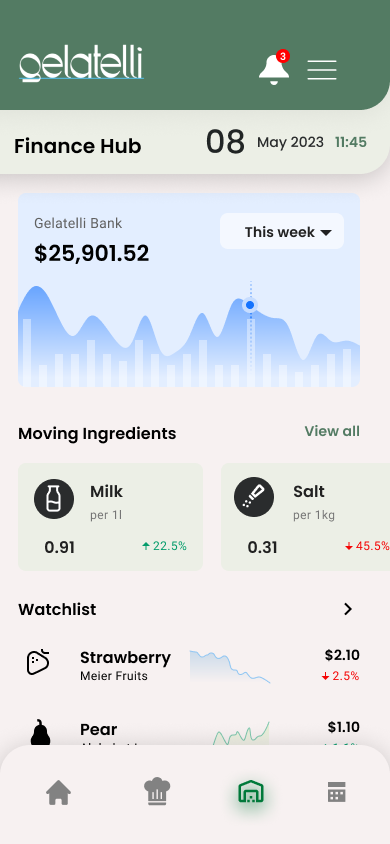 gelatelli
3
Finance Hub
08 May 2023 11:45
Gelatelli Bank
$25,901.52
This week
Moving Ingredients
View all
Milk
per 1l
0.91
22.5%
Salt
per 1kg
0.31
45.5%
Watchlist
Strawberry
Meier Fruits
$2.10
2.5%
Pear
$1.10